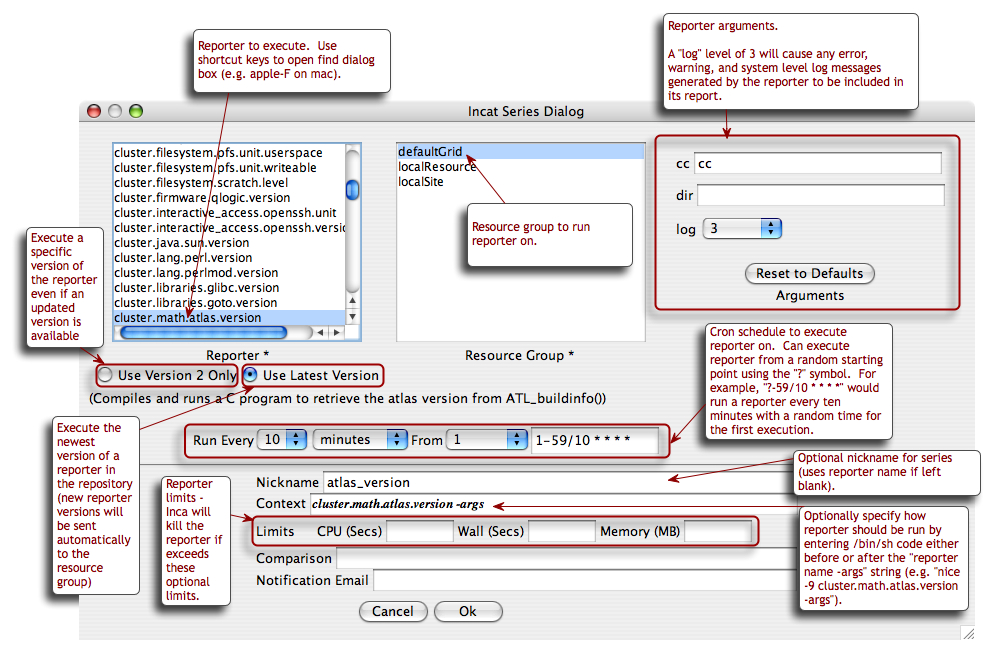 Reporter to execute. Use
shortcut keys to open find dialog
box (e.g. apple-F on mac).
Reporter arguments.
A "log" level of 3 will cause any error,
warning, and system level log messages
generated by the reporter to be included in
its report.
Incat Series Dialog
cluster.filesystem.pfs.unit.userspace
cluster.filesystem.pfs.unit.writeable
cluster.filesystem.scratch.level
cluster.firmware.qlogic.version
cluster.interactive_access.openssh.unit
cluster.interactive_access.openssh.versic
cluster.java.sun.version
cluster.lang.perl.version
cluster.lang.perlmod.version
cluster.libraries.glibc.version
cluster.libraries.goto.version
cluster.math.atlas.version
Reporter *
defaultGrid
localResource
localSite
Resource group to run
reporter on.
Resource Group *
cc cc
dir
log 3
Reset to Defaults
Arguments
Execute a
specific
version of
the reporter
even if an
updated
version is
available
Use Version 2 Only
Use Latest Version
(Compiles and runs a C program to retrieve the atlas version from ATL_buildinfo())
Cron schedule to execute
reporter on. Can execute
reporter from a random starting
point using the "?" symbol. For
example, "?-59/10 * * * *" would
run a reporter every ten
minutes with a random time for
the first execution.
Run Every 10 minutes From 1 1-59/10 * * * *
Execute the
newest
version of a
reporter in
the repository
(new reporter
versions will
be sent
automatically
to the
resource
group)
Reporter
limits -
Inca will
kill the
reporter if
exceeds
these
optional
limits.
Optional nickname for series
(uses reporter name if left
blank).
Nickname atlas_version
Context cluster.math.atlas.version -args
Limits CPU (Secs) Wall (Secs) Memory (MB)
Comparison
Notification Email
Optionally specify how
reporter should be run by
entering /bin/sh code either
before or after the "reporter
name -args" string (e.g. "nice
-9 cluster.math.atlas.version
-args").
Cancel
Ok